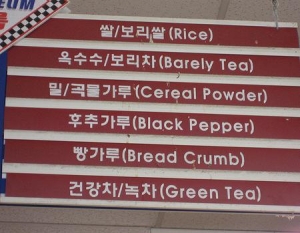 쌀/보리쌀(Rice)
옥수수/보리차(Barely Tea)
밀/곡물가루(Cereal Powder)
후추가루(Black Pepper)
빵가루(Bread Crumb)
건강차/녹차(Green Tea)